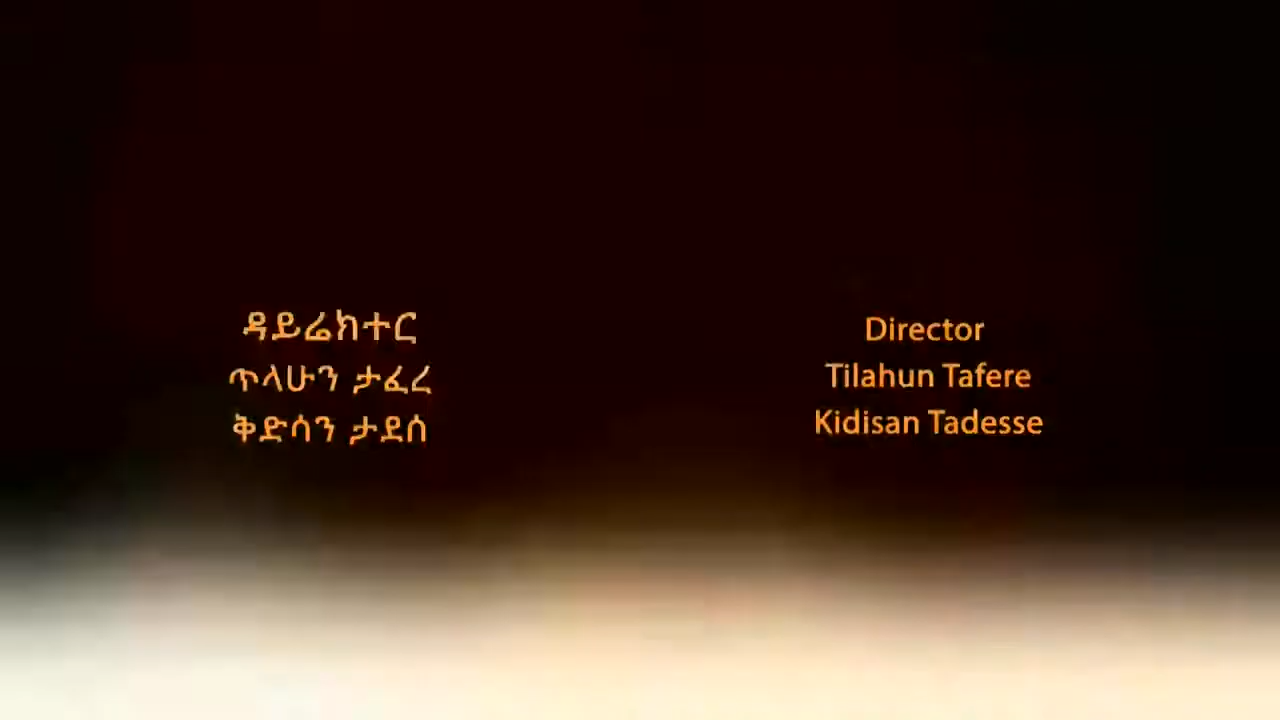 ዳይሬክተር
ጥላሁን ታፈረ
ቅድሳን ታደሰ
Director
Tilahun Tafere
Kidisan Tadesse